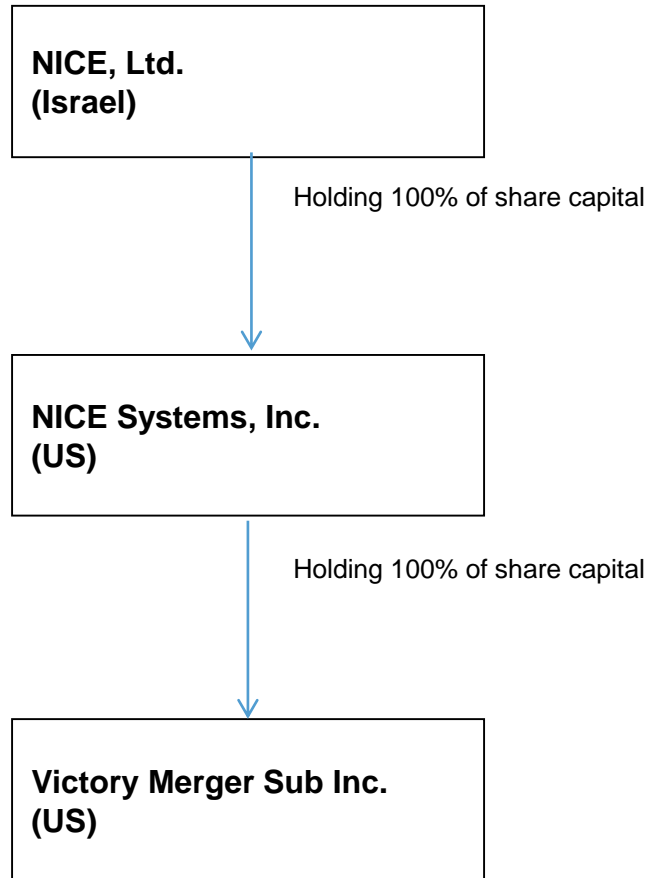 NICE, Ltd.
(Israel)
Holding 100% of share capital
NICE Systems, Inc.
(US)
Holding 100% of share capital
Victory Merger Sub Inc.
(US)